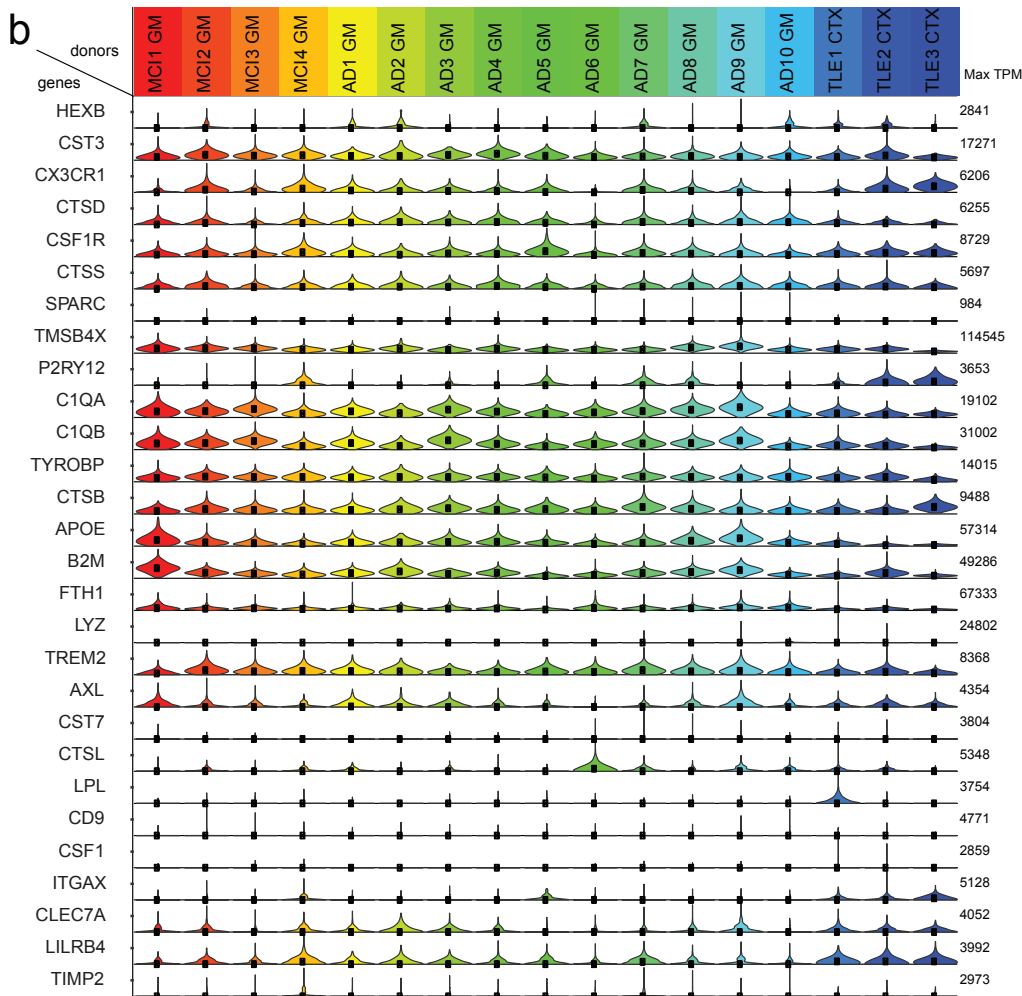 b
donors
genes
MCI1 GM
MCI2 GM
MCI3 GM
MCI4 GM
AD1 GM
AD2 GM
AD3 GM
AD4 GM
AD5 GM
AD6 GM
AD7 GM
AD8 GM
AD9 GM
AD10 GM
TLE1 CTX
TLE2 CTX
TLE3 CTX
Max TPM
HEXB 2841
CST3 17271
CX3CR1 6206
CTSD 6255
CSF1R 8729
CTSS 5697
SPARC 984
TMSB4X 114545
P2RY12 3653
C1QA 19102
C1QB 31002
TYROBP 14015
CTSB 9488
APOE 57314
B2M 49286
FTH1 67333
LYZ 24802
TREM2 8368
AXL 4354
CST7 3804
CTSL 5348
LPL 3754
CD9 4771
CSF1 2859
ITGAX 5128
CLEC7A 4052
LILRB4 3992
TIMP2 2973